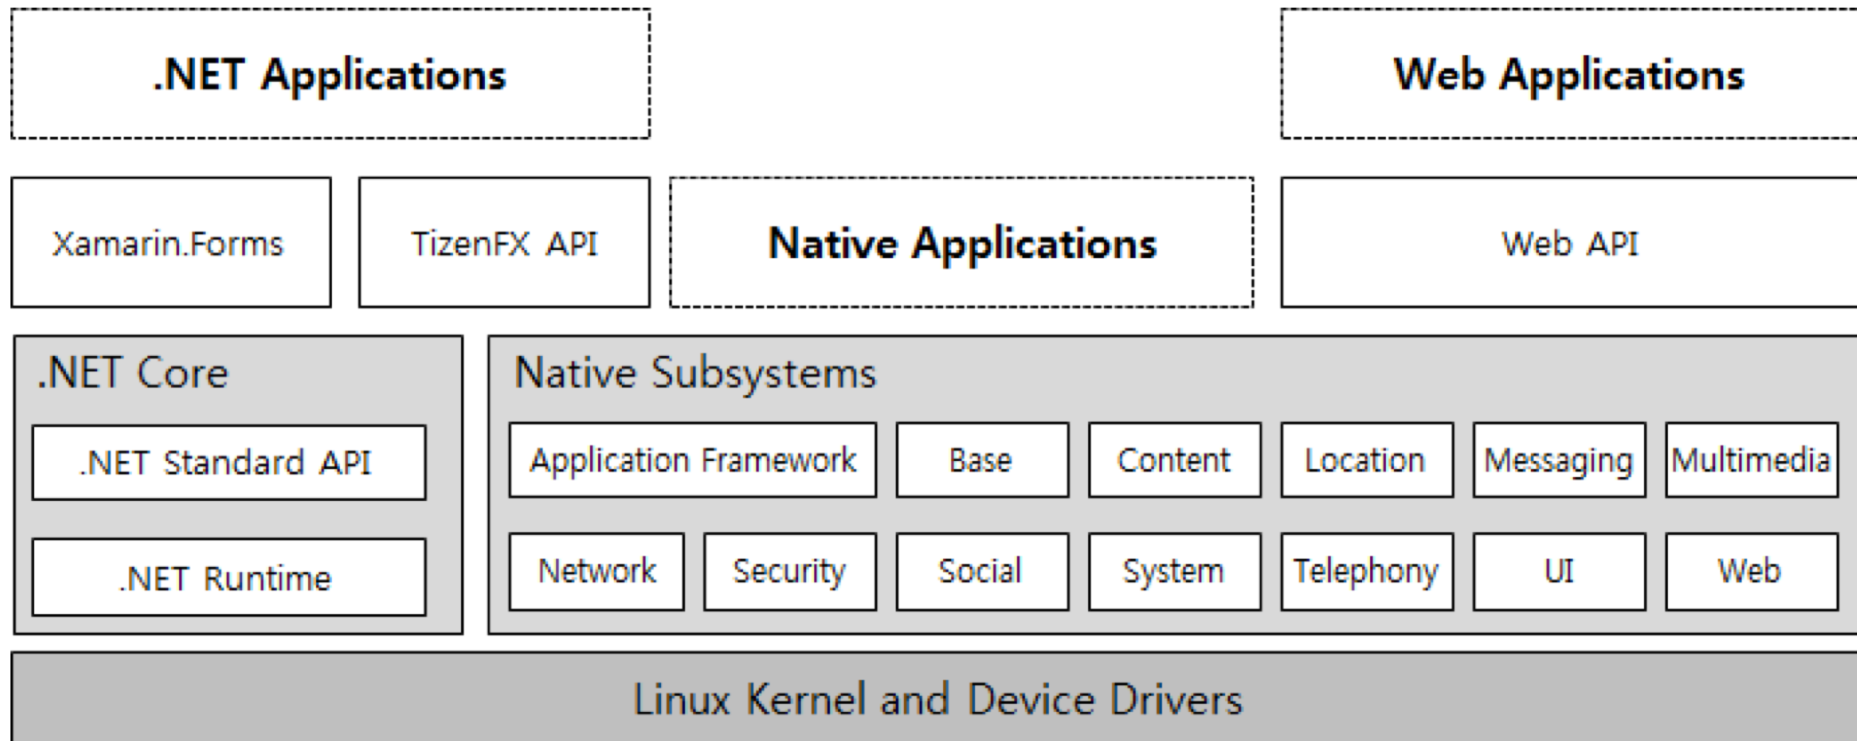 .NET Applications
Web Applications
Xamarin.Forms
TizenFX API
Native Applications
Web API
.NET Core
.NET Standard API
.NET Runtime
Native Subsystems
Application Framework
Base
Content
Location
Messaging
Multimedia
Network
Security
Social
System
Telephony
UI
Web
Linux Kernel and Device Drivers